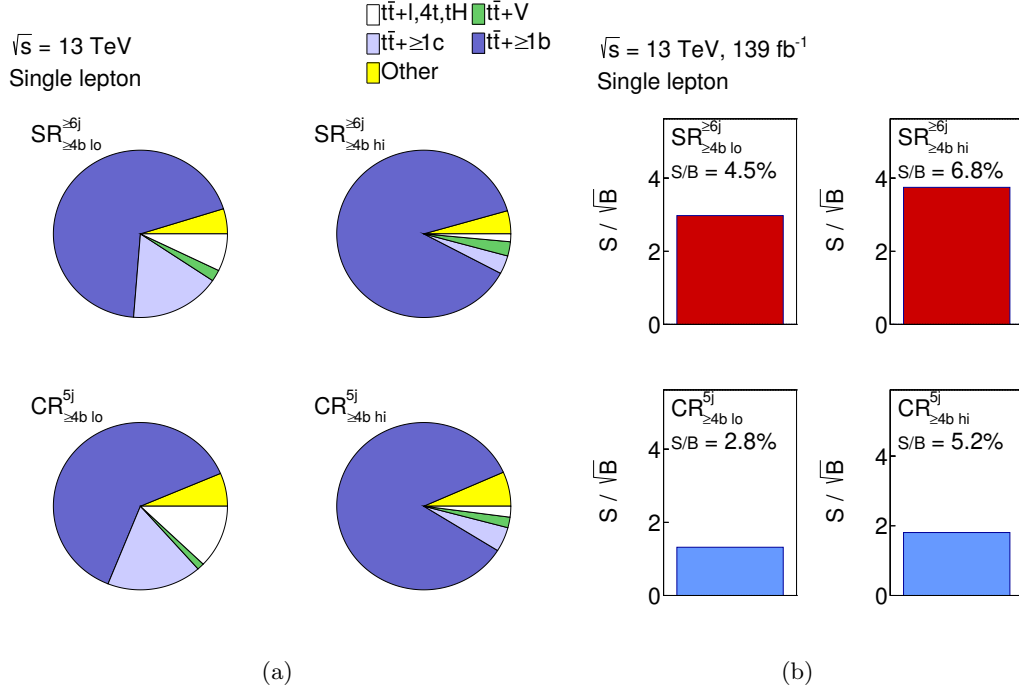 tt̄+l,4t,tH tt̄+V
tt̄+≥1c tt̄+≥1b
Other
√s = 13 TeV
Single lepton
SR≥6j≥4b lo
SR≥6j≥4b hi
CR5j≥4b lo
CR5j≥4b hi
(a)
√s = 13 TeV, 139 fb-1
Single lepton
SR≥6j≥4b lo
S/B = 4.5%
S / √B
4
2
0
SR≥6j≥4b hi
S/B = 6.8%
S / √B
4
2
0
CR5j≥4b lo
S/B = 2.8%
S / √B
4
2
0
CR5j≥4b hi
S/B = 5.2%
S / √B
4
2
0
(b)